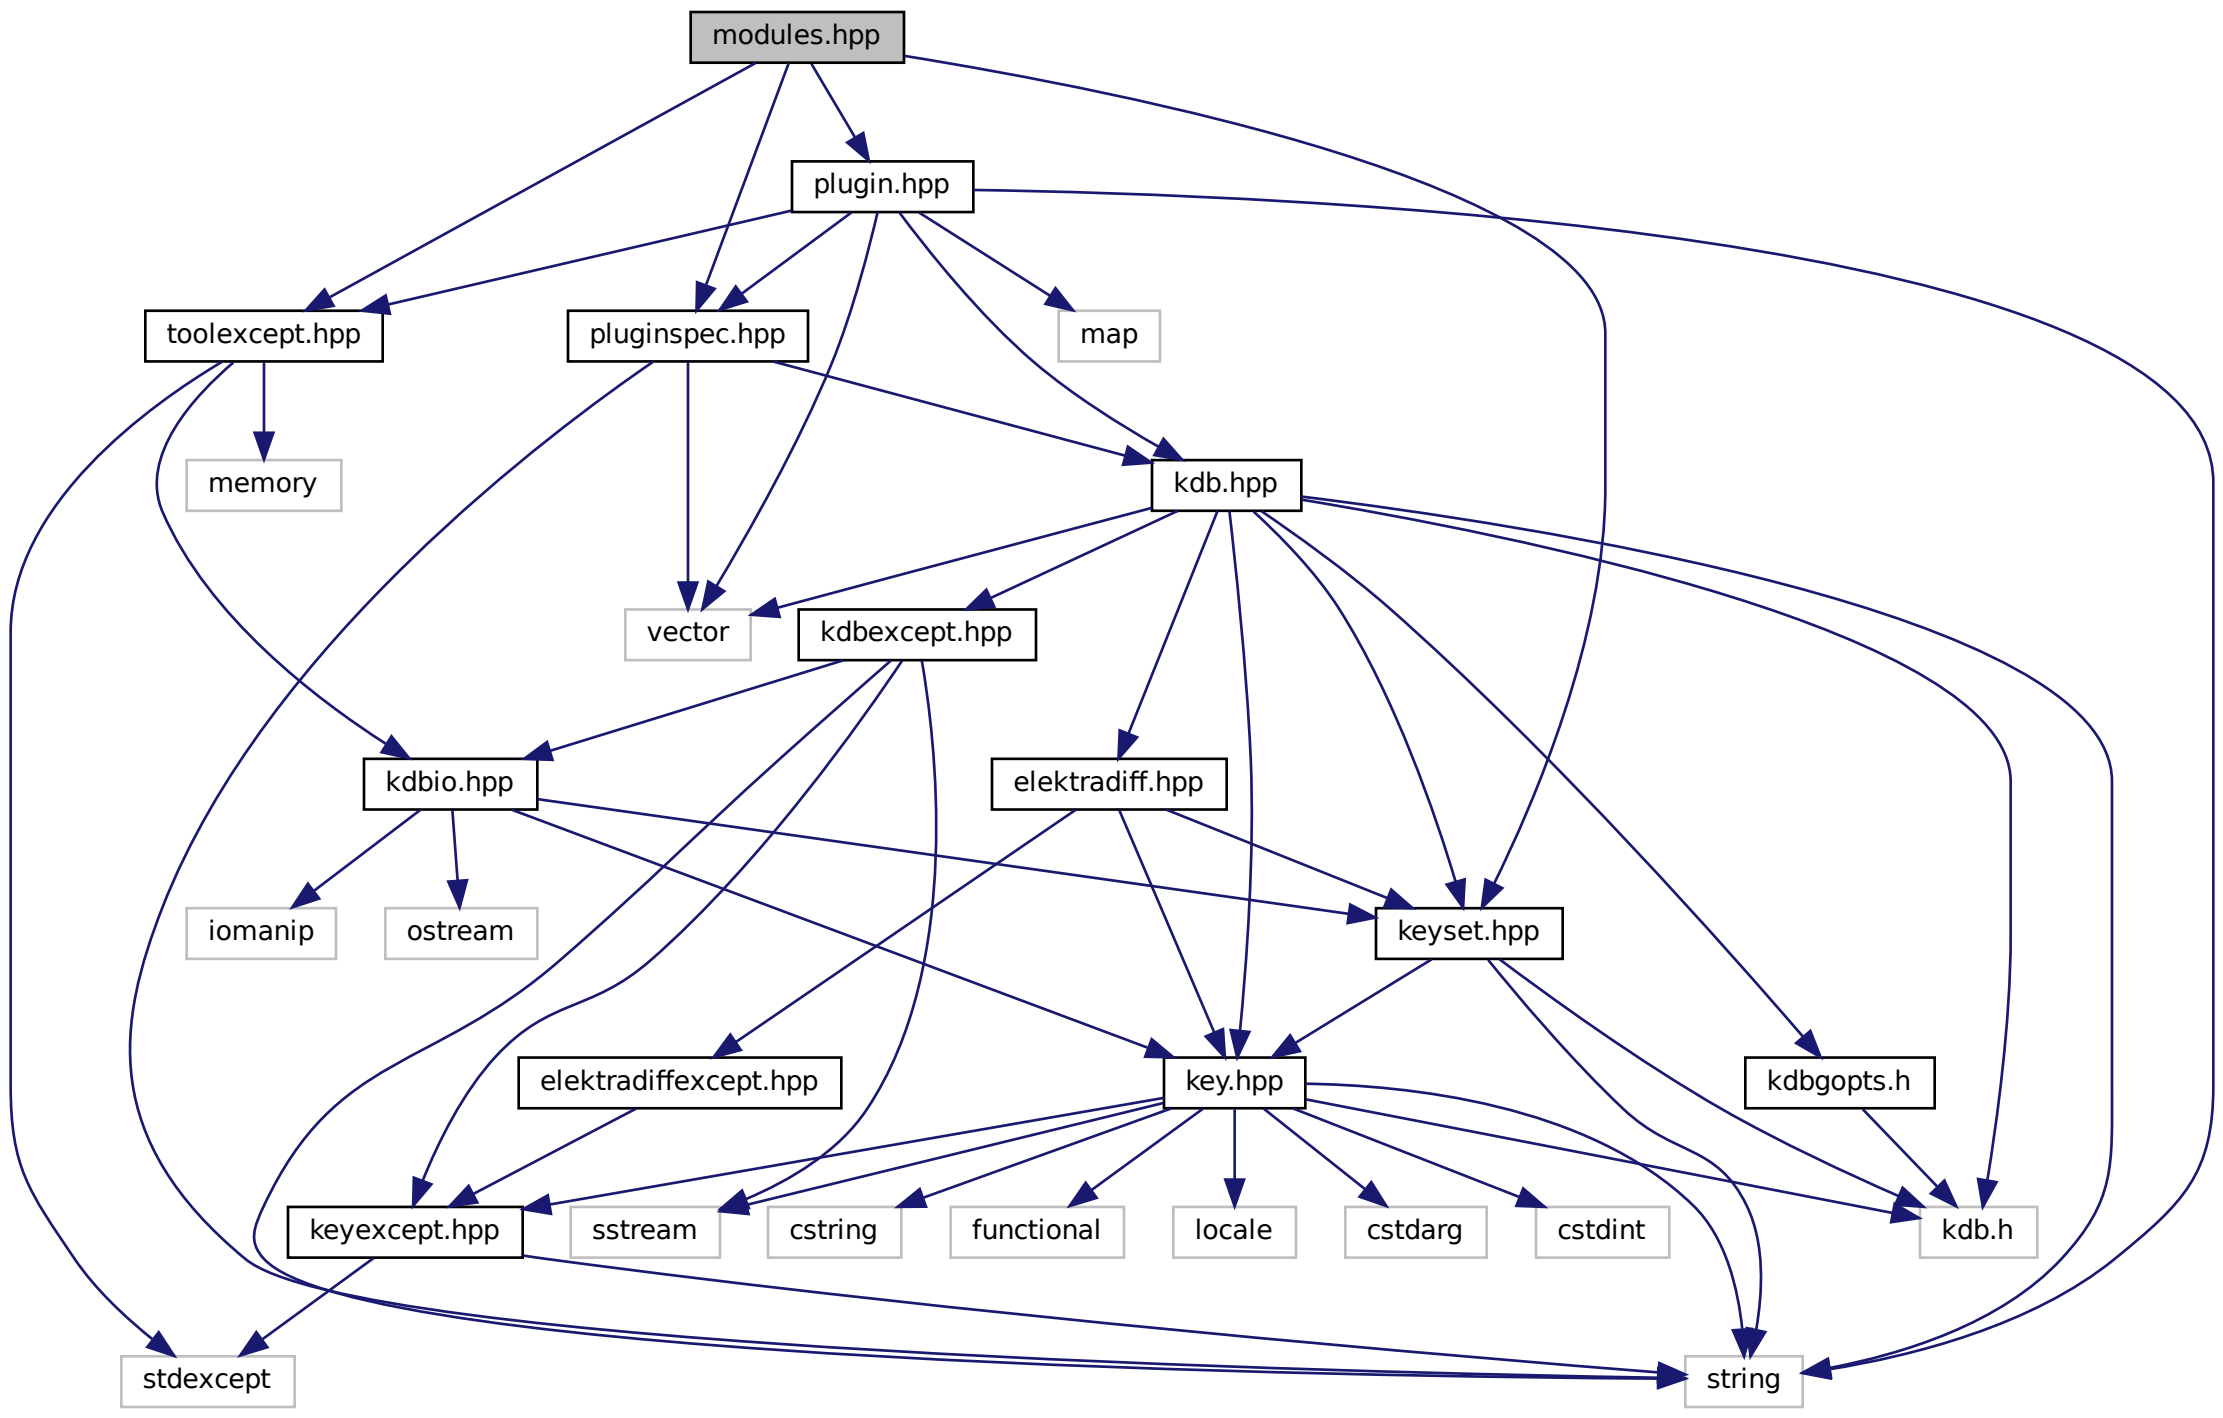 modules.hpp
plugin.hpp
toolexcept.hpp
pluginspec.hpp
map
memory
kdb.hpp
vector
kdbexcept.hpp
kdbio.hpp
elektradiff.hpp
iomanip
ostream
keyset.hpp
elektradiffexcept.hpp
key.hpp
kdbgopts.h
keyexcept.hpp
sstream
cstring
functional
locale
cstdarg
cstdint
kdb.h
stdexcept
string